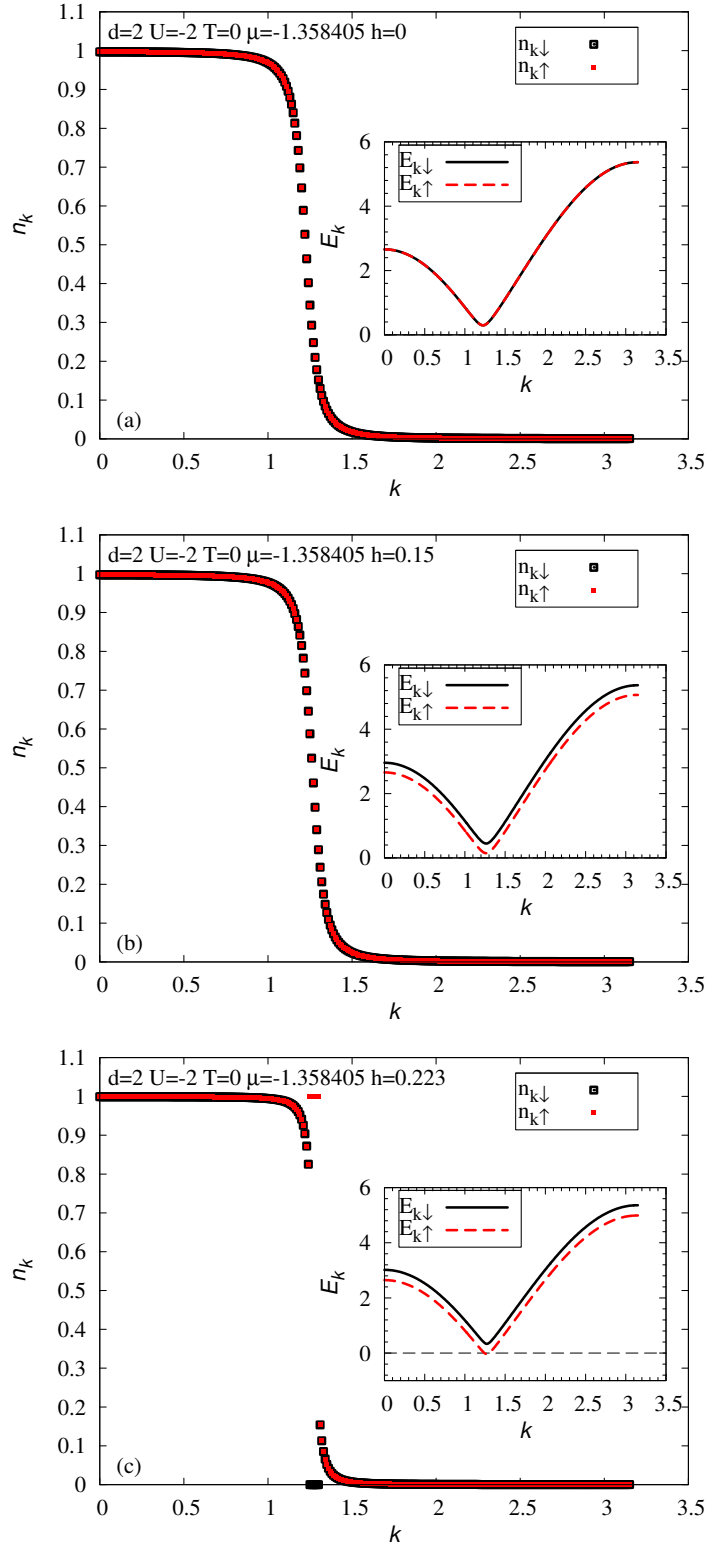 d=2 U=-2 T=0 μ=-1.358405 h=0
n_k↓
n_k↑
1.1
1
0.9
0.8
0.7
0.6
0.5
0.4
0.3
0.2
0.1
0
n_k
E_k↓
E_k↑
6
4
2
0
E_k
0 0.5 1 1.5 2 2.5 3 3.5
k
(a)
0 0.5 1 1.5 2 2.5 3 3.5
k
d=2 U=-2 T=0 μ=-1.358405 h=0.15
n_k↓
n_k↑
1.1
1
0.9
0.8
0.7
0.6
0.5
0.4
0.3
0.2
0.1
0
n_k
E_k↓
E_k↑
6
4
2
0
E_k
0 0.5 1 1.5 2 2.5 3 3.5
k
(b)
0 0.5 1 1.5 2 2.5 3 3.5
k
d=2 U=-2 T=0 μ=-1.358405 h=0.223
n_k↓
n_k↑
1.1
1
0.9
0.8
0.7
0.6
0.5
0.4
0.3
0.2
0.1
0
n_k
E_k↓
E_k↑
6
4
2
0
E_k
0 0.5 1 1.5 2 2.5 3 3.5
k
(c)
0 0.5 1 1.5 2 2.5 3 3.5
k